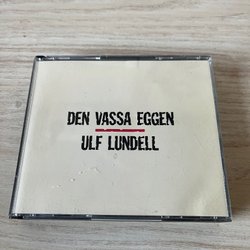 DEN VASSA EGGEN
ULF LUNDELL